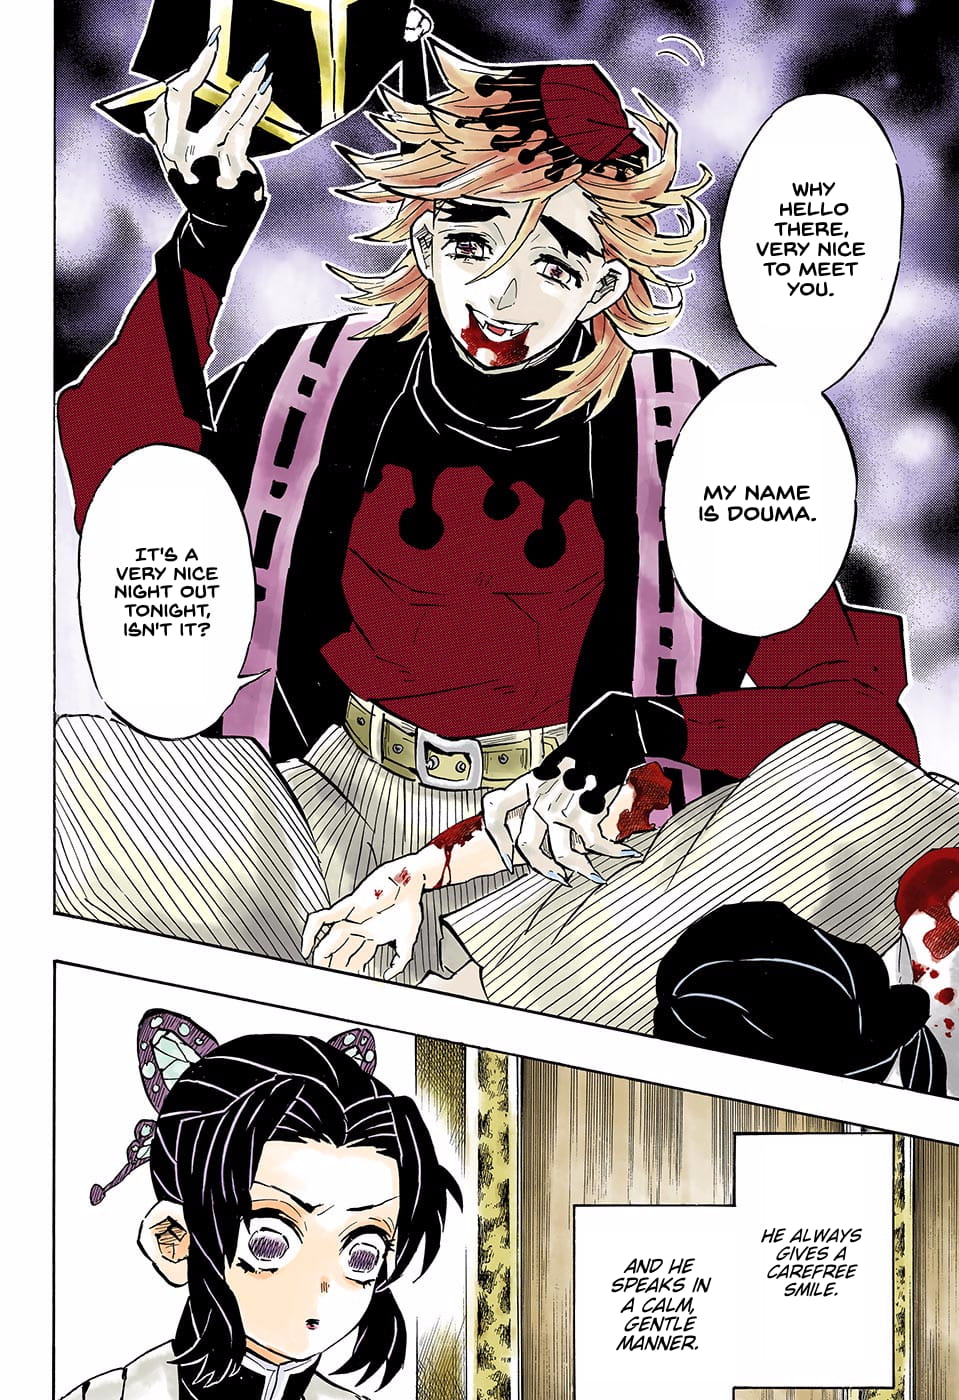 WHY
HELLO
THERE,
VERY NICE
TO MEET
YOU.
MY NAME
IS DOUMA.
IT'S A
VERY NICE
NIGHT OUT
TONIGHT,
ISN'T IT?
HE ALWAYS
GIVES A
CAREFREE
SMILE.
AND HE
SPEAKS IN
A CALM,
GENTLE
MANNER.